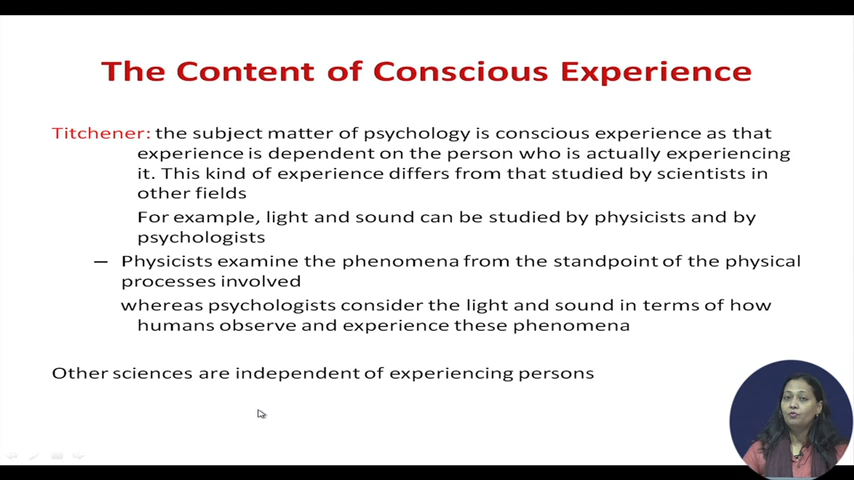 The Content of Conscious Experience
Titchener: the subject matter of psychology is conscious experience as that
experience is dependent on the person who is actually experiencing
it. This kind of experience differs from that studied by scientists in
other fields
For example, light and sound can be studied by physicists and by
psychologists
– Physicists examine the phenomena from the standpoint of the physical
processes involved
whereas psychologists consider the light and sound in terms of how
humans observe and experience these phenomena
Other sciences are independent of experiencing persons